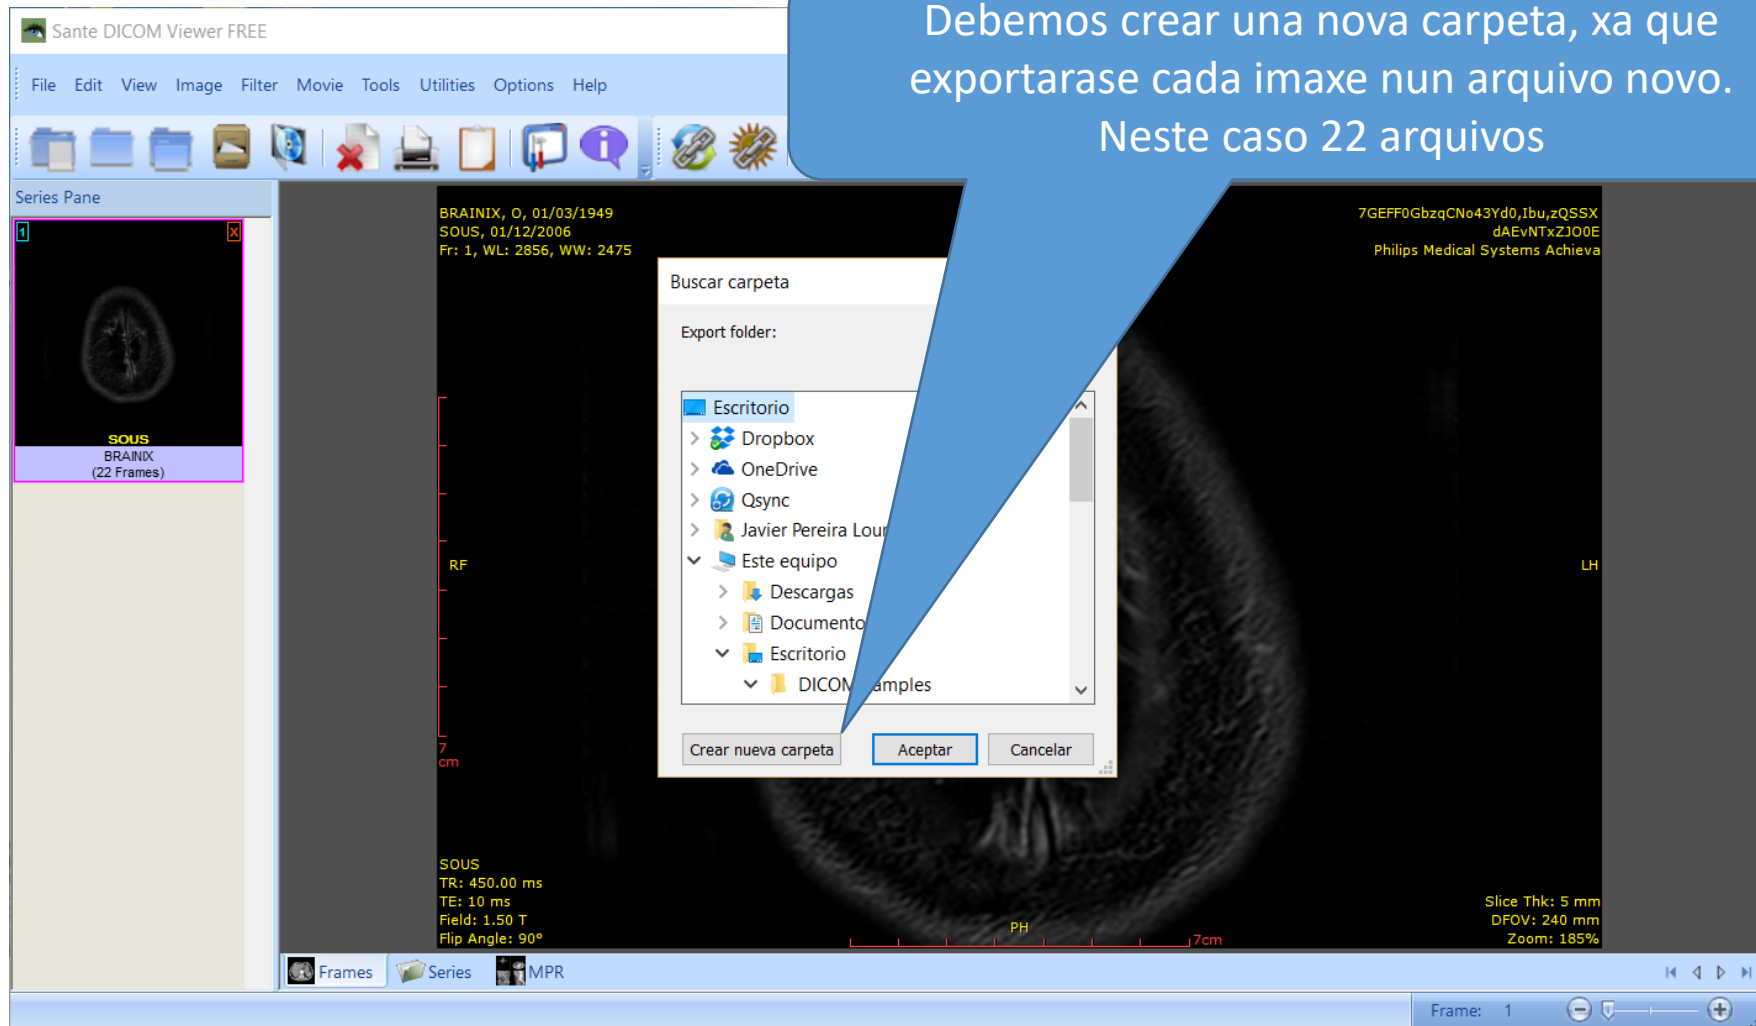 Sante DICOM Viewer FREE
Debemos crear una nova carpeta, xa que
exportarase cada imaxe nun arquivo novo.
Neste caso 22 arquivos
File Edit View Image Filter Movie Tools Utilities Options Help
Series Pane
1 X
SOUS
BRAINIX
(22 Frames)
BRAINIX, O, 01/03/1949
SOUS, 01/12/2006
Fr: 1, WL: 2856, WW: 2475
7GEFF0GbzqCNo43Yd0,Ibu,zQSSX
dAEvNTxZJO0E
Philips Medical Systems Achieva
Buscar carpeta
Export folder:
Escritorio
Dropbox
OneDrive
Qsync
Javier Pereira Lour
Este equipo
Descargas
Documento
Escritorio
DICOM amples
Crear nueva carpeta Aceptar Cancelar
RF
LH
7
cm
SOUS
TR: 450.00 ms
TE: 10 ms
Field: 1.50 T
Flip Angle: 90°
PH
7cm
Slice Thk: 5 mm
DFOV: 240 mm
Zoom: 185%
Frames Series MPR
Frame: 1